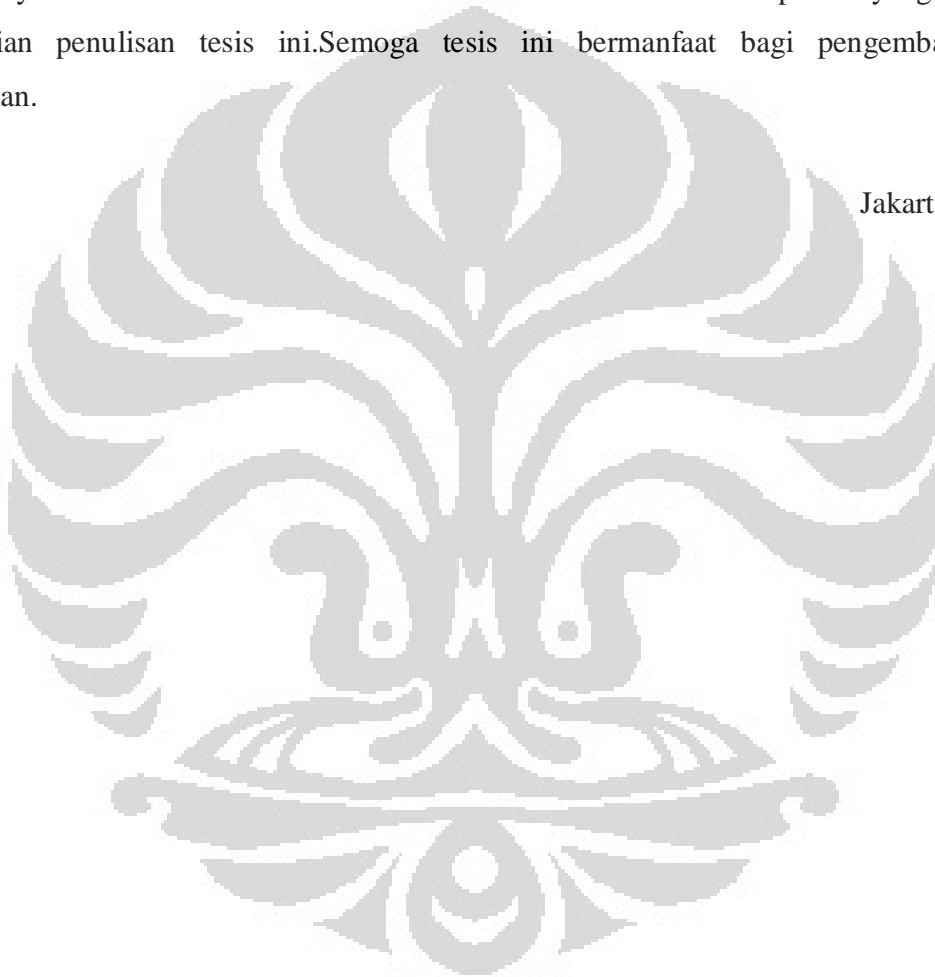 ian penulisan tesis ini.Semoga tesis ini bermanfaat bagi pengemba
an.
Jakart